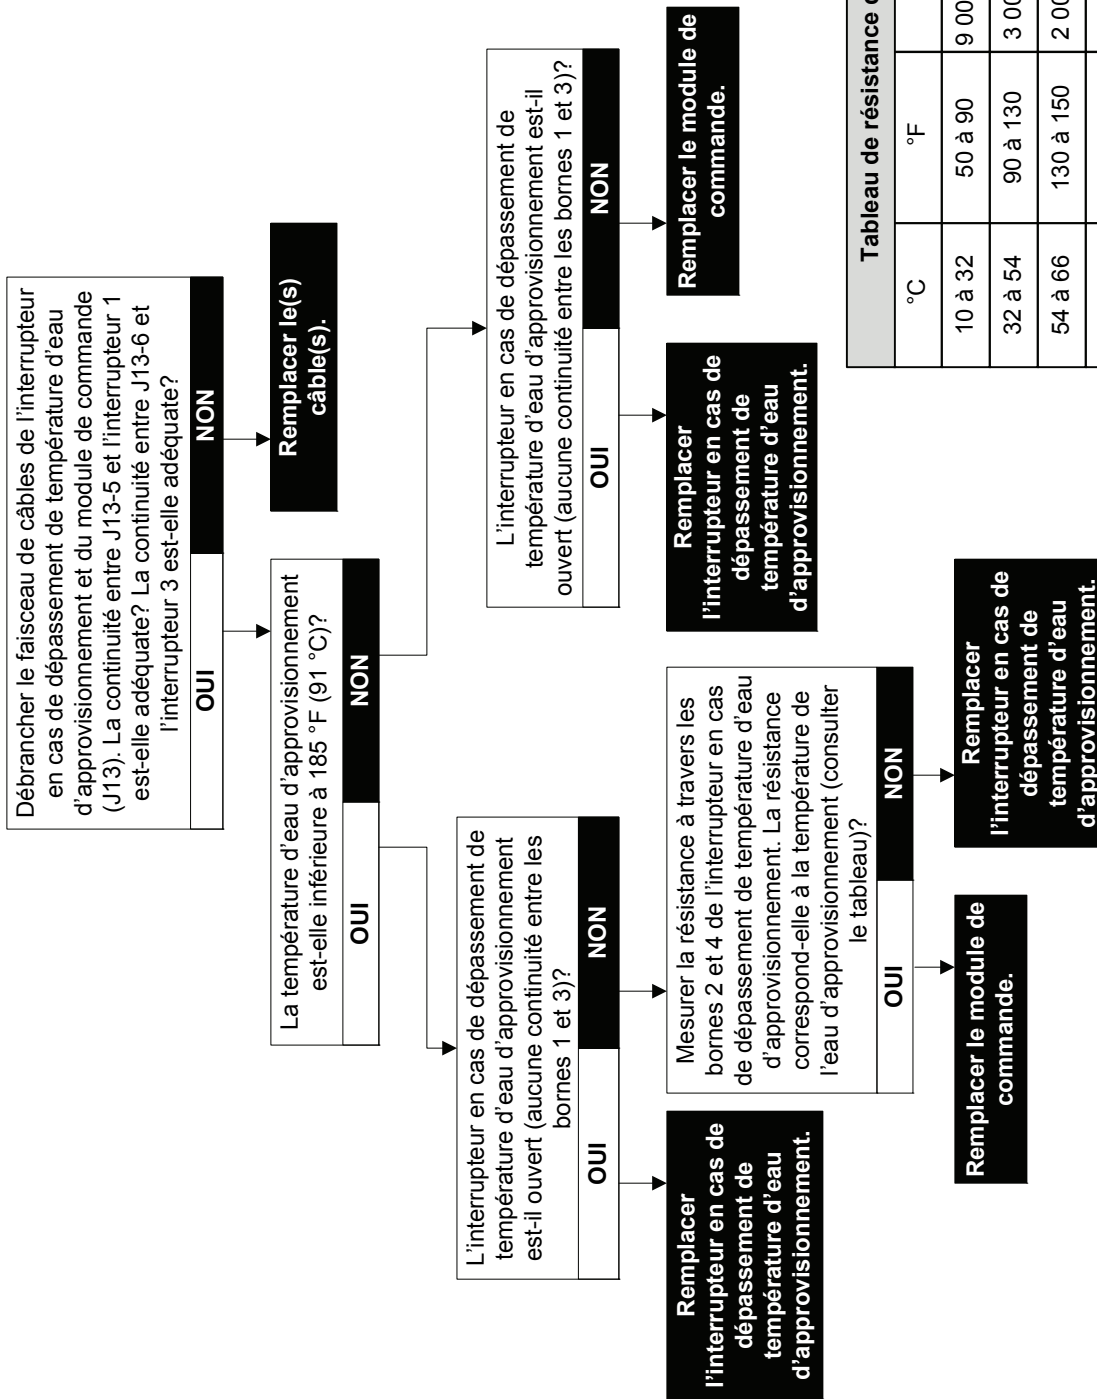 Débrancher le faisceau de câbles de l'interrupteur
en cas de dépassement de température d'eau
d'approvisionnement et du module de commande
(J13). La continuité entre J13-5 et l'interrupteur 1
est-elle adéquate? La continuité entre J13-6 et
l'interrupteur 3 est-elle adéquate?
OUI
NON
Remplacer le(s)
câble(s).
La température d'eau d'approvisionnement
est-elle inférieure à 185 °F (91 °C)?
OUI
NON
L'interrupteur en cas de dépassement de
température d'eau d'approvisionnement
est-il ouvert (aucune continuité entre les
bornes 1 et 3)?
OUI
NON
L'interrupteur en cas de dépassement de
température d'eau d'approvisionnement est-il
ouvert (aucune continuité entre les bornes 1 et 3)?
OUI
NON
Remplacer
l'interrupteur en cas de
dépassement de
température d'eau
d'approvisionnement.
Mesurer la résistance à travers les
bornes 2 et 4 de l'interrupteur en cas
de dépassement de température d'eau
d'approvisionnement. La résistance
correspond-elle à la température de
l'eau d'approvisionnement (consulter
le tableau)?
OUI
NON
Remplacer
l'interrupteur en cas de
dépassement de
température d'eau
d'approvisionnement.
Remplacer le module de
commande.
Remplacer le module de
commande.
Remplacer
l'interrupteur en cas de
dépassement de
température d'eau
d'approvisionnement.
Tableau de résistance
°C °F
10 à 32 50 à 90 9 00
32 à 54 90 à 130 3 00
54 à 66 130 à 150 2 00